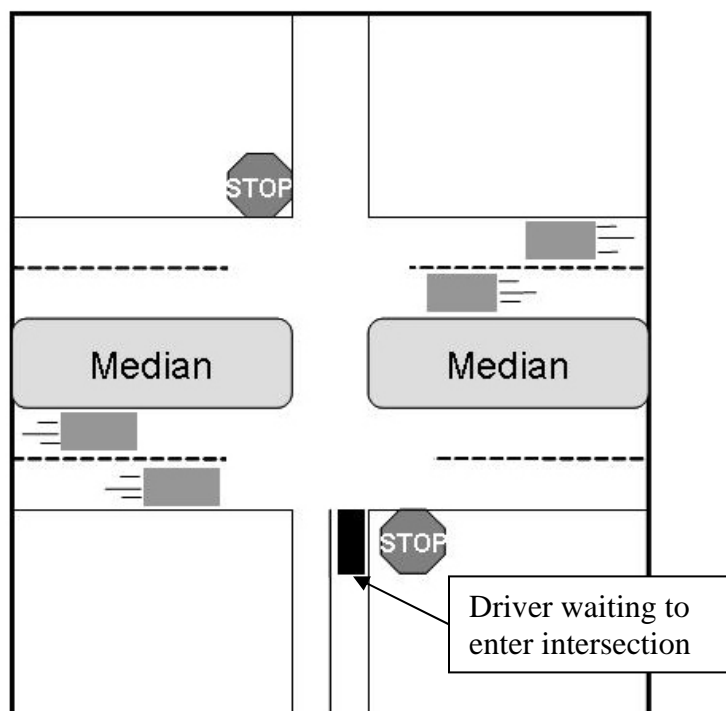 STOP
Median
Median
STOP
Driver waiting to
enter intersection